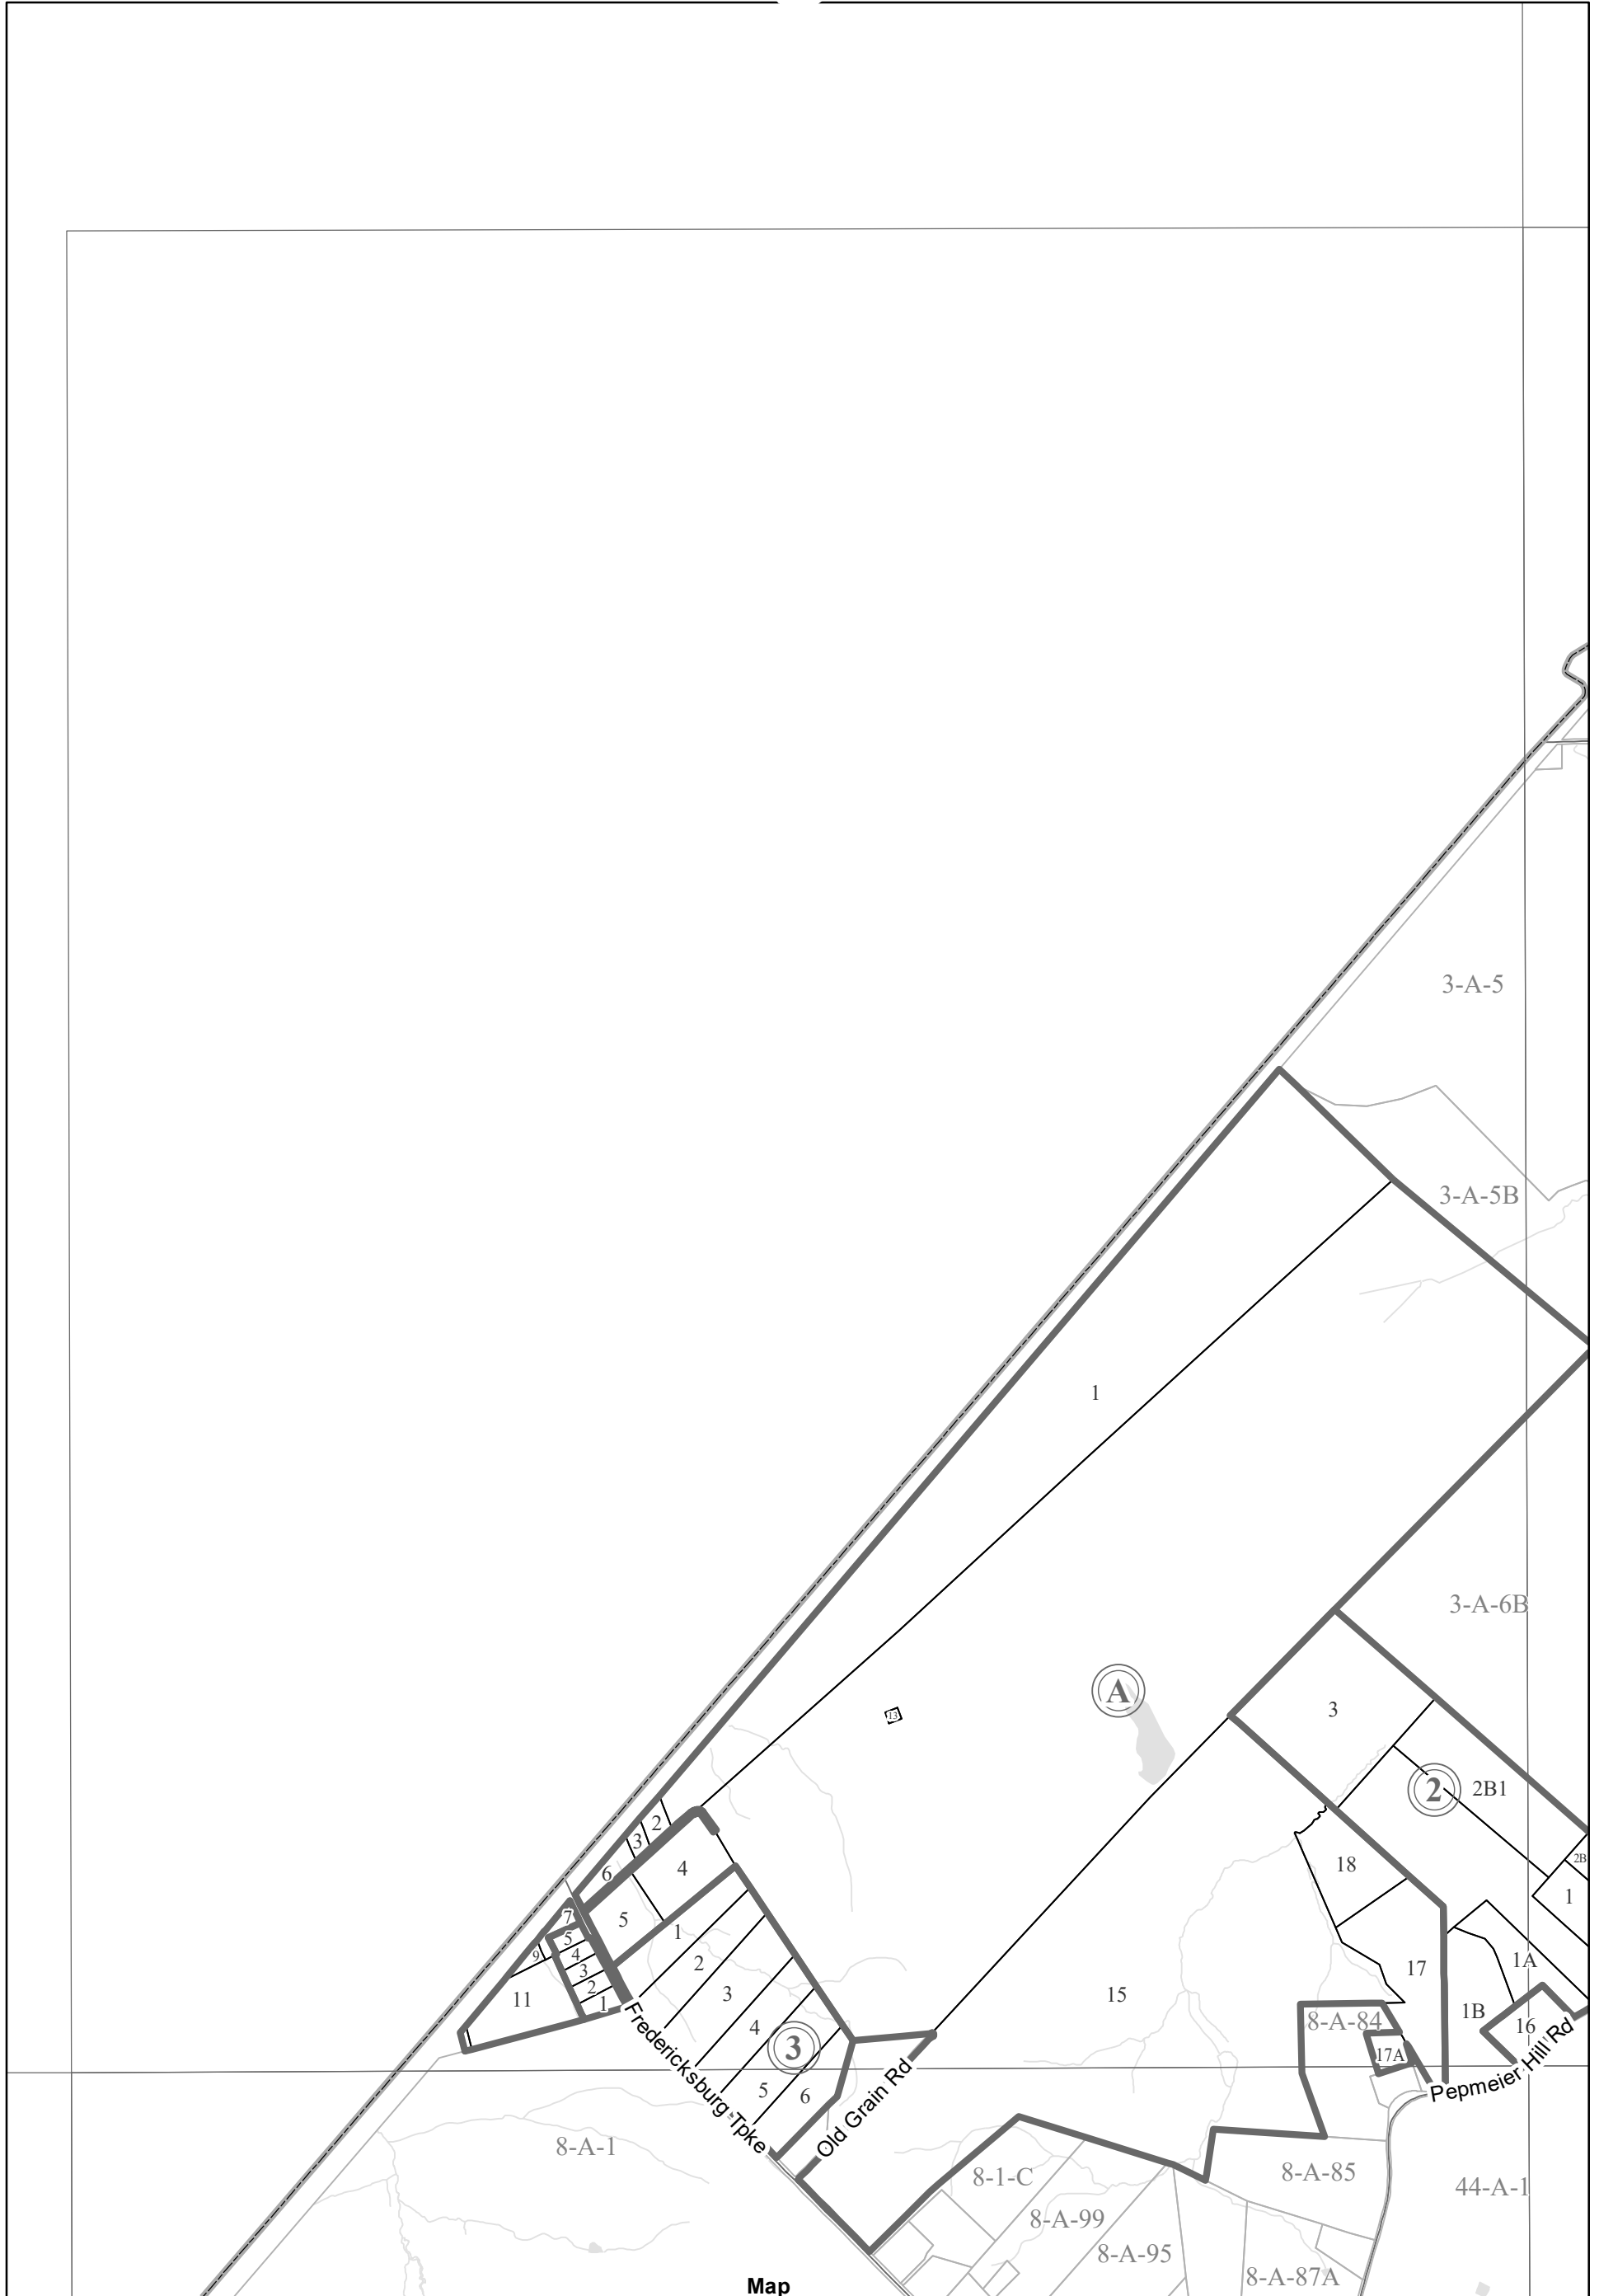 3-A-5
3-A-5B
1
3-A-6B
A
3
13
2
2B1
2
3
4
2B
6
18
1
7
5
1
5
9
4
2
1A
3
17
2
3
15
11
1
1B
8-A-84
16
4
3
17A
Fredericksburg Tpke
5
6
Old Grain Rd
Pepmeier Hill Rd
8-A-1
8-1-C
8-A-85
44-A-1
8-A-99
8-A-95
8-A-87A
Map